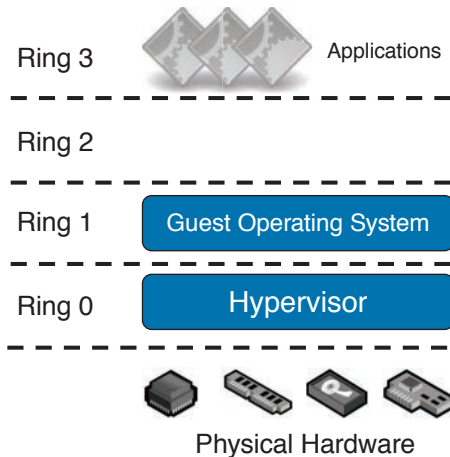 Ring 3 Applications
Ring 2
Ring 1 Guest Operating System
Ring 0 Hypervisor
Physical Hardware